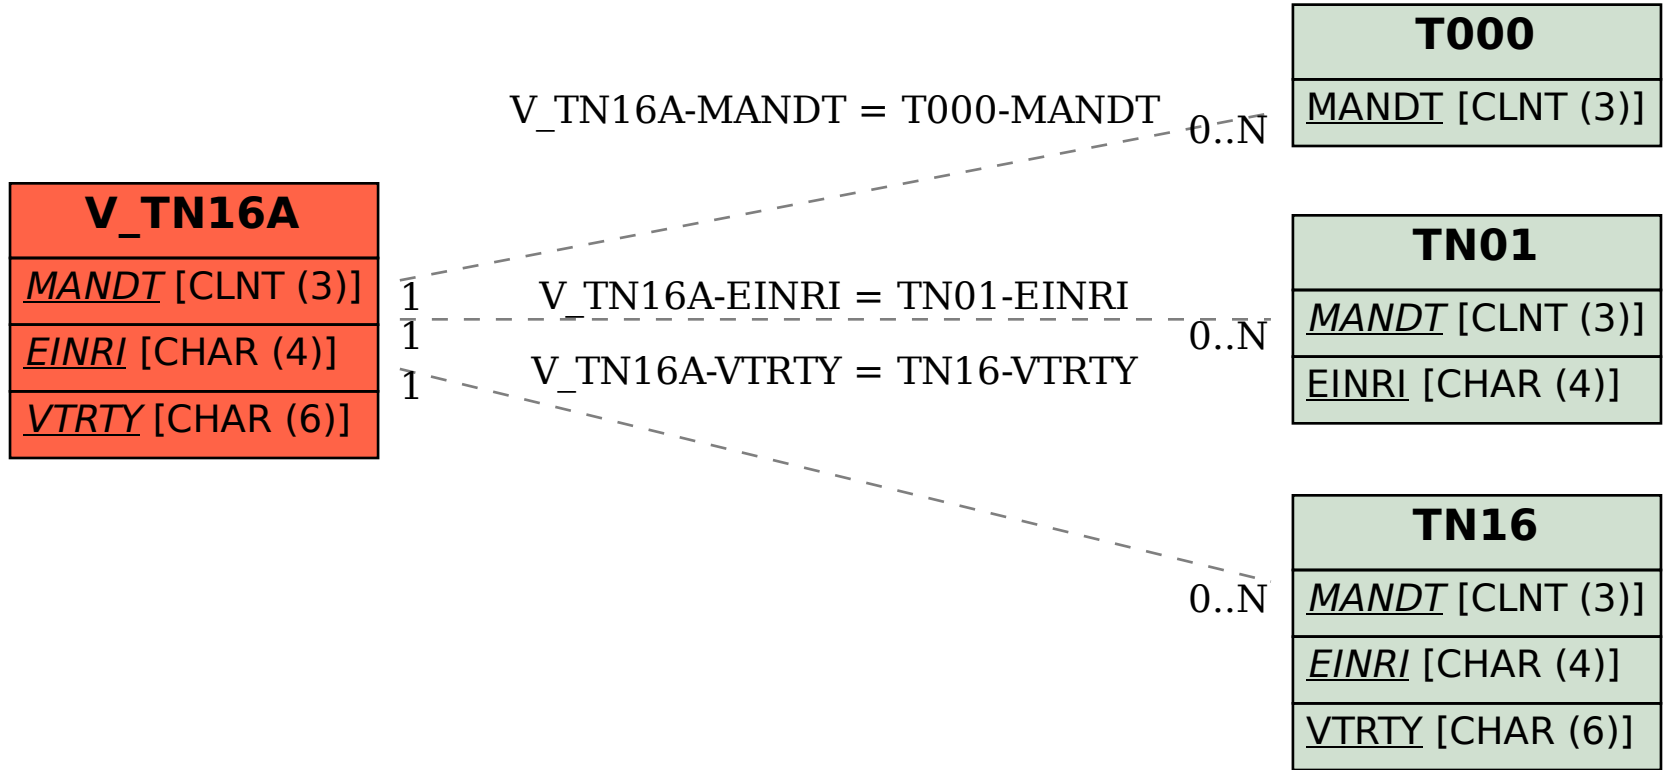 V_TN16A
MANDT [CLNT (3)]
EINRI [CHAR (4)]
VTRTY [CHAR (6)]
V_TN16A-MANDT = T000-MANDT
0..N
1
V_TN16A-EINRI = TN01-EINRI
1
0..N
V_TN16A-VTRTY = TN16-VTRTY
1
0..N
T000
MANDT [CLNT (3)]
TN01
MANDT [CLNT (3)]
EINRI [CHAR (4)]
TN16
MANDT [CLNT (3)]
EINRI [CHAR (4)]
VTRTY [CHAR (6)]